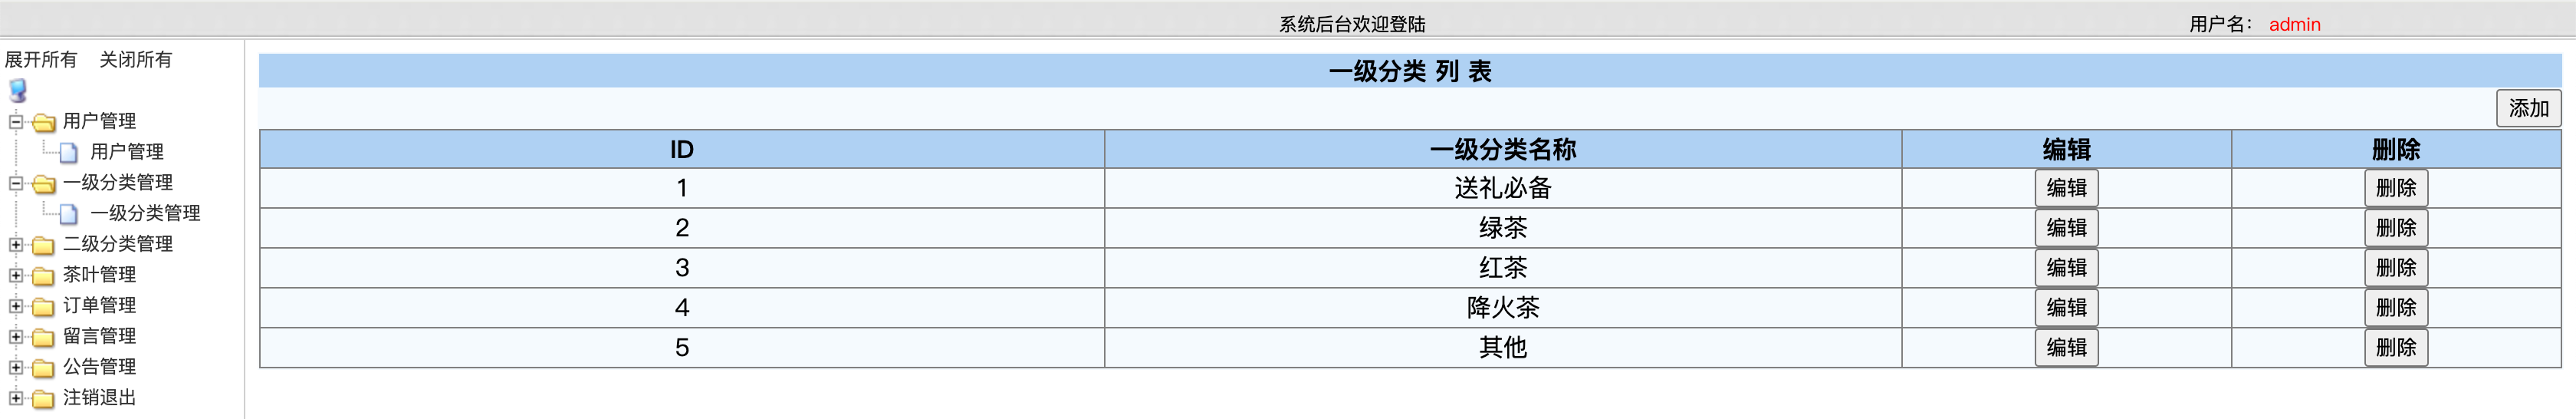 系统后台欢迎登陆 用户名： admin
展开所有 关闭所有
用户管理
用户管理
一级分类管理
一级分类管理
二级分类管理
茶叶管理
订单管理
留言管理
公告管理
注销退出
一级分类 列 表
添加
ID 一级分类名称 编辑 删除
1 送礼必备 编辑 删除
2 绿茶 编辑 删除
3 红茶 编辑 删除
4 降火茶 编辑 删除
5 其他 编辑 删除